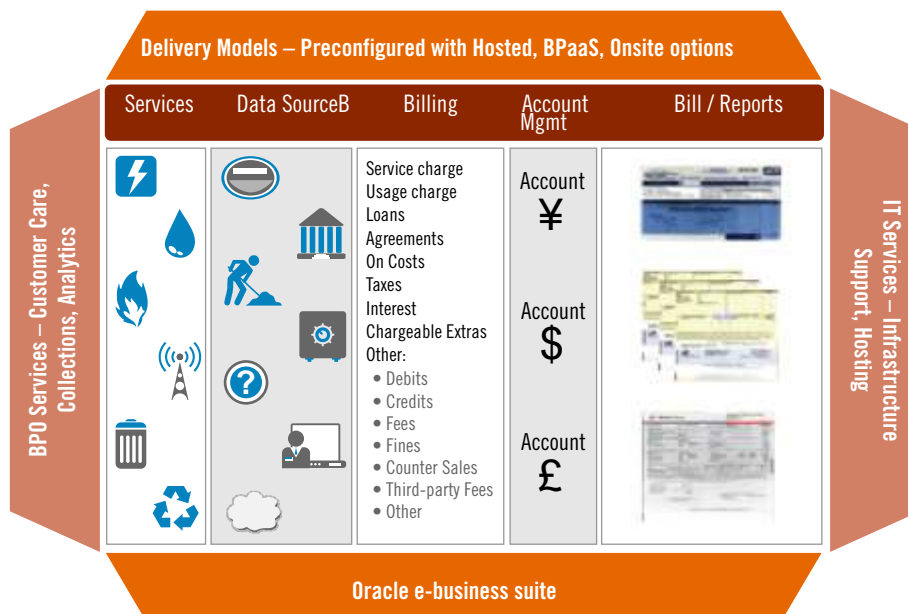 Delivery Models – Preconfigured with Hosted, BPaaS, Onsite options
BPO Services – Customer Care,
Collections, Analytics
Services
Data SourceB
Billing
Account
Mgmt
Bill / Reports
Service charge
Usage charge
Loans
Agreements
On Costs
Taxes
Interest
Chargeable Extras
Other:
• Debits
• Credits
• Fees
• Fines
• Counter Sales
• Third-party Fees
• Other
?
Account
¥
Account
$
Account
£
IT Services – Infrastructure
Support, Hosting
Oracle e-business suite